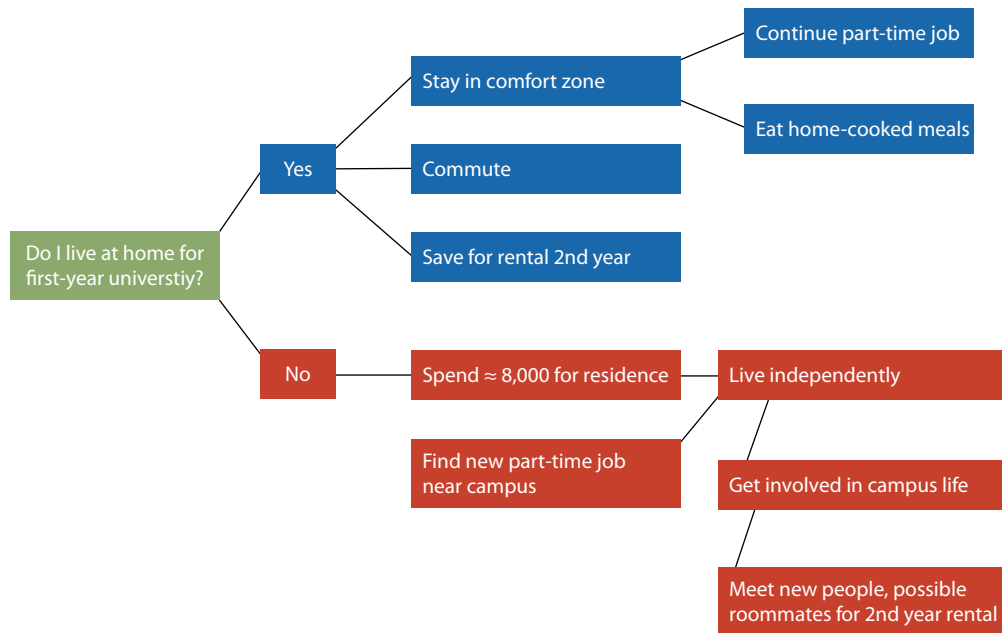 Do I live at home for
first-year universtiy?
Yes
Stay in comfort zone
Continue part-time job
Eat home-cooked meals
Commute
Save for rental 2nd year
No
Spend ≈ 8,000 for residence
Live independently
Find new part-time job
near campus
Get involved in campus life
Meet new people, possible
roommates for 2nd year rental